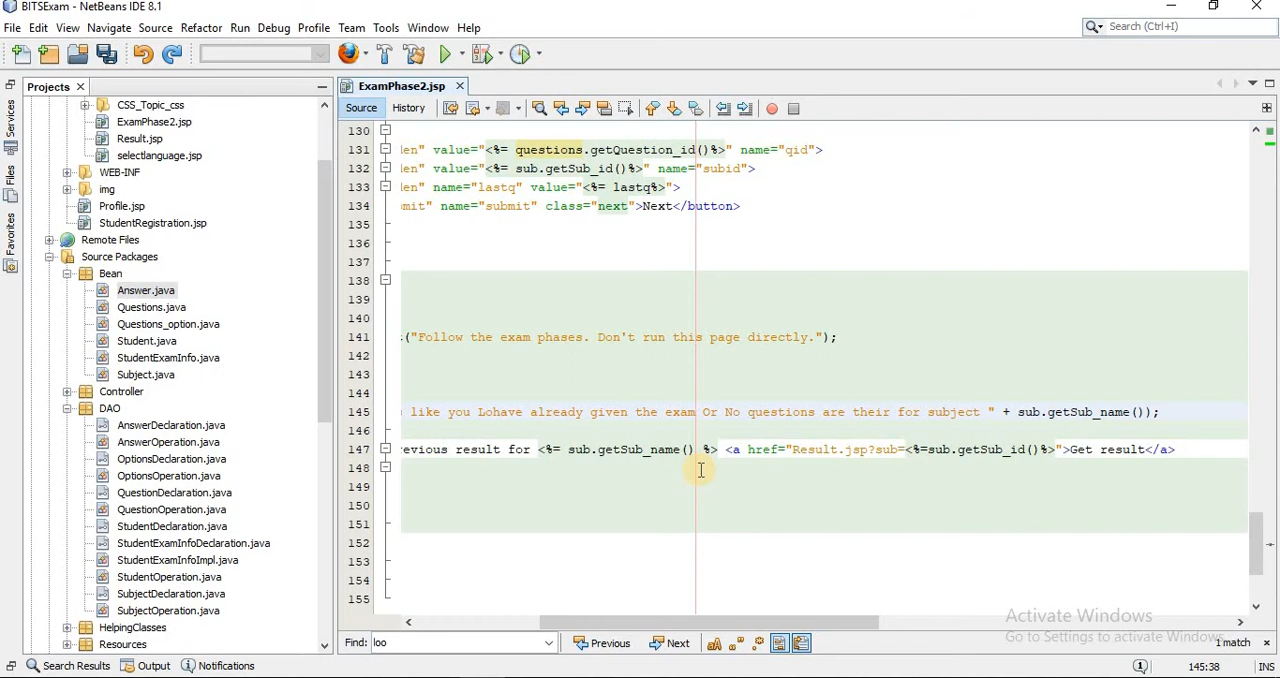 BITSExam - NetBeans IDE 8.1
File Edit View Navigate Source Refactor Run Debug Profile Team Tools Window Help
Search (Ctrl+I)
Projects
ExamPhase2.jsp
Source History
Services
Files
Favorites
CSS_Topic_css
ExamPhase2.jsp
Result.jsp
selectlanguage.jsp
WEB-INF
img
Profile.jsp
StudentRegistration.jsp
Remote Files
Source Packages
Bean
Answer.java
Questions.java
Questions_option.java
Student.java
StudentExamInfo.java
Subject.java
Controller
DAO
AnswerDeclaration.java
AnswerOperation.java
OptionsDeclaration.java
OptionsOperation.java
QuestionDeclaration.java
QuestionOperation.java
StudentDeclaration.java
StudentExamInfoDeclaration.java
StudentExamInfoImpl.java
StudentOperation.java
SubjectDeclaration.java
SubjectOperation.java
HelpingClasses
Resources
130
131 den" value="<%= questions.getQuestion_id()%>" name="qid">
132 den" value="<%= sub.getSub_id()%>" name="subid">
133 den" name="lastq" value="<%= lastq%>">
134 omit" name="submit" class="next">Next</button>
135
136
137
138
139
140
141 t("Follow the exam phases. Don't run this page directly.");
142
143
144
145 like you Lohave already given the exam Or No questions are their for subject " + sub.getSub_name());
146
147 revious result for <%= sub.getSub_name() %> <a href="Result.jsp?sub=<%=sub.getSub_id()%>">Get result</a>
148
149
150
151
152
153
154
155
Activate Windows
Go to Settings to activate Windows.
Find: loo Previous Next 1 match
Search Results Output Notifications 145:38 INS